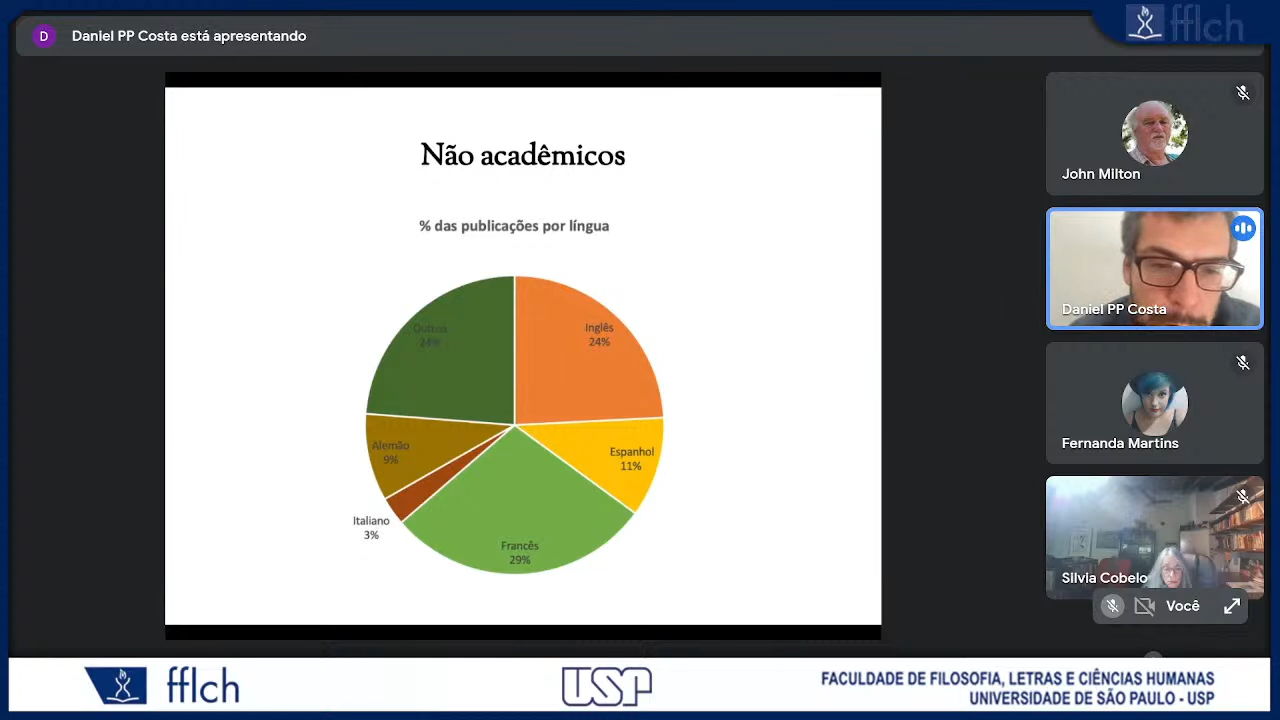 D Daniel PP Costa está apresentando
fflch
Não acadêmicos
% das publicações por língua
Outros
24%
Inglês
24%
Alemão
9%
Espanhol
11%
Italiano
3%
Francês
29%
John Milton
Daniel PP Costa
Fernanda Martins
Silvia Cobelo
Você
fflch
USP
FACULDADE DE FILOSOFIA, LETRAS E CIÊNCIAS HUMANAS
UNIVERSIDADE DE SÃO PAULO - USP